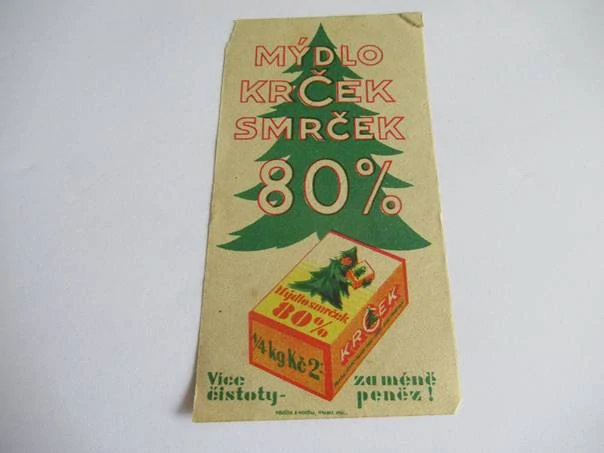 MÝDLO
KRČEK
SMRČEK
80%
Mýdlo smrček
80%
1/4 kg Kč 2
KRČEK
Více za méně
čistoty- peněz!